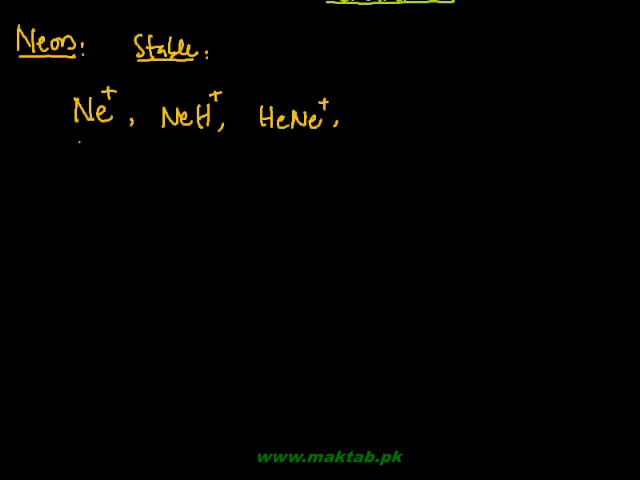 Neon: Stable:
Ne⁺, NeH⁺, HeNe⁺,
www.maktab.pk